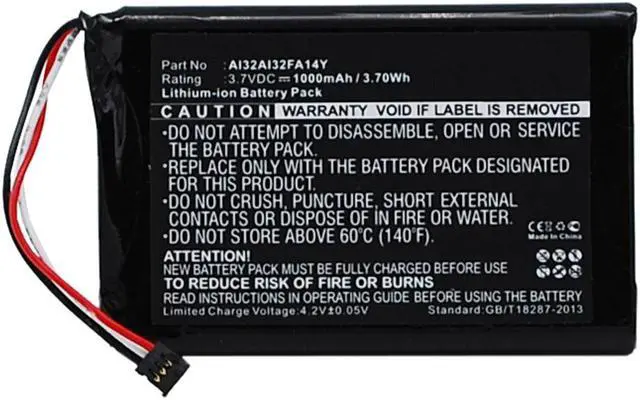 Part No :AI32AI32FA14Y
Rating :3.7VDC ⎓ 1000mAh / 3.70Wh
Lithium-ion Battery Pack
CAUTION WARRANTY VOID IF LABEL IS REMOVED
•DO NOT ATTEMPT TO DISASSEMBLE, OPEN OR SERVICE
THE BATTERY PACK.
•REPLACE ONLY WITH THE BATTERY PACK DESIGNATED
FOR THIS PRODUCT.
•DO NOT CRUSH, PUNCTURE, SHORT EXTERNAL
CONTACTS OR DISPOSE OF IN FIRE OR WATER.
•DO NOT STORE ABOVE 60°C (140°F).
CE
Made in China
ATTENTION!
NEW BATTERY PACK MUST BE FULLY CHARGED BEFORE USE
TO REDUCE RISK OF FIRE OR BURNS
READ INSTRUCTIONS IN OPERATING GUIDE BEFORE CHARGING
Limited Charge Voltage:4.2V±0.05V Standard:GB/T18287-2013